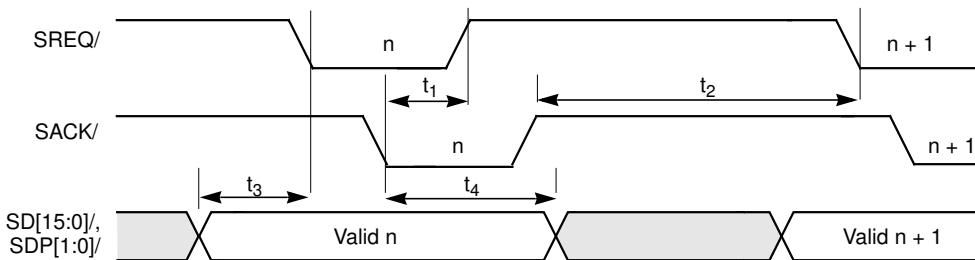 SREQ/
n
n + 1
t1
t2
SACK/
n
n + 1
t3
t4
SD[15:0]/,
SDP[1:0]/
Valid n
Valid n + 1